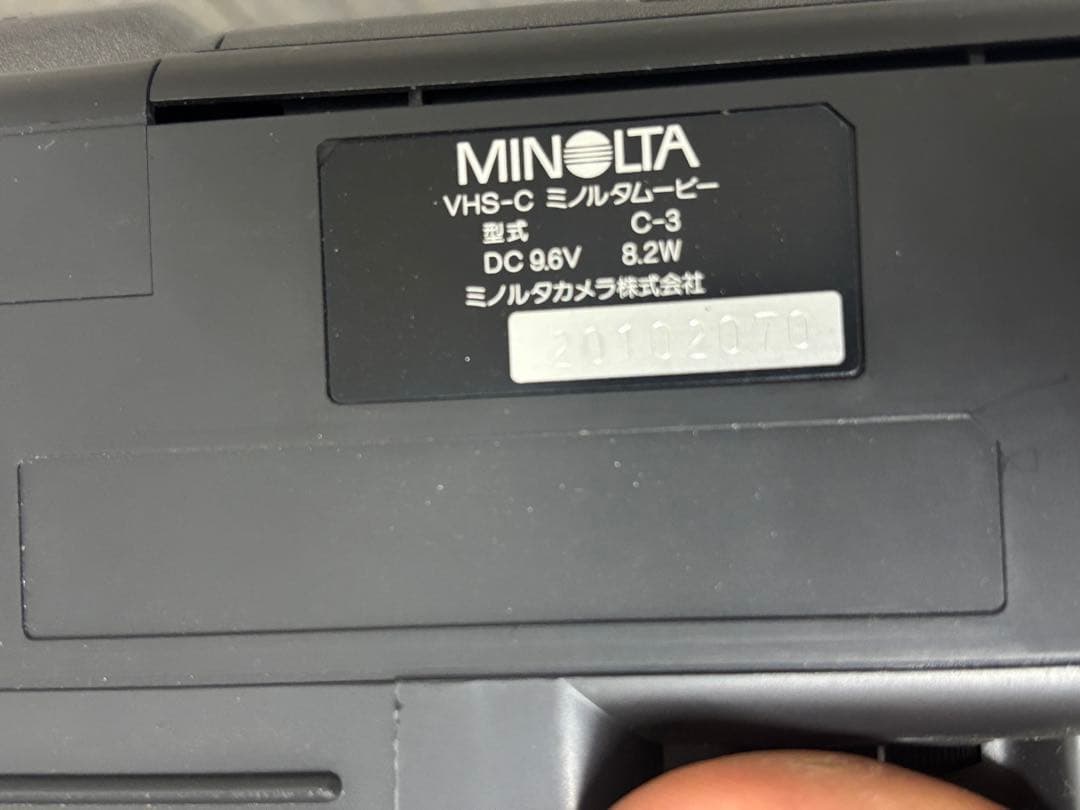 MINOLTA
VHS-C ミノルタムービー
型式 C-3
DC 9.6V 8.2W
ミノルタカメラ株式会社
20102070